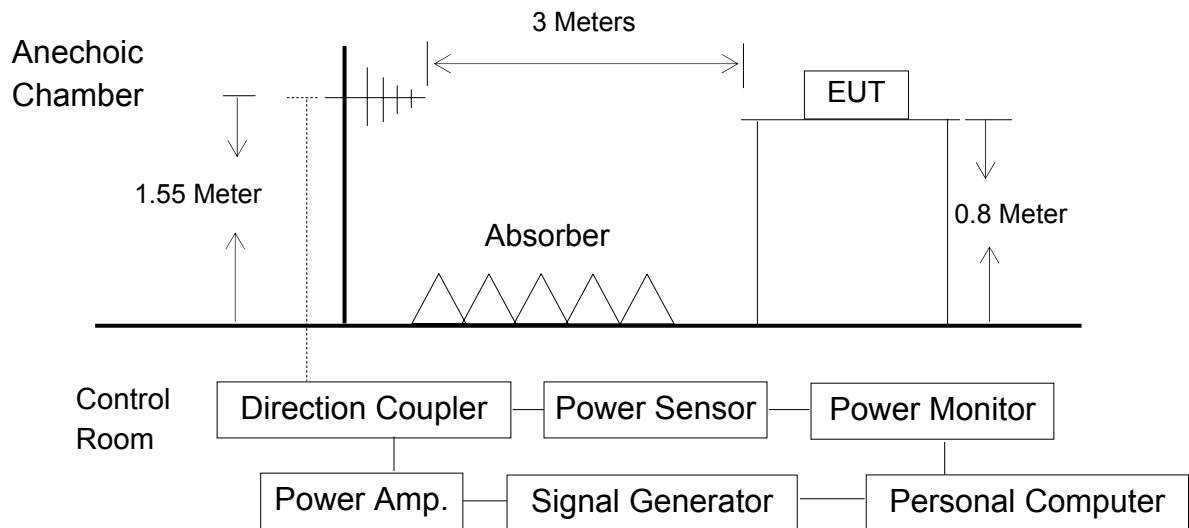 3 Meters
Anechoic
Chamber
EUT
1.55 Meter
0.8 Meter
Absorber
Control
Room
Direction Coupler
Power Sensor
Power Monitor
Power Amp.
Signal Generator
Personal Computer